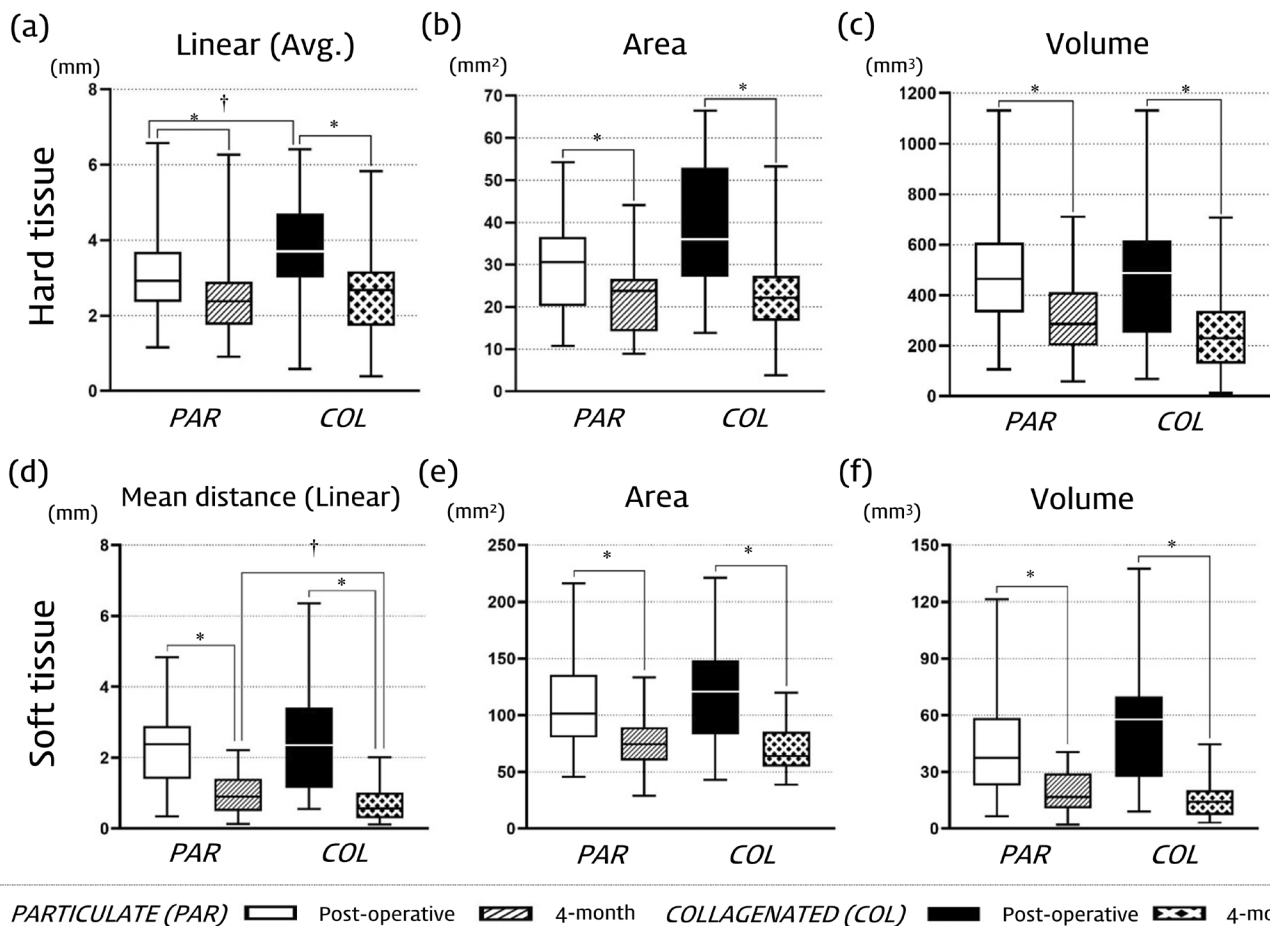 (a)
Linear (Avg.)
(mm)
Hard tissue
8
6
4
2
0
†
*
*
PAR
COL
(b)
Area
(mm²)
70
60
50
40
30
20
10
0
*
*
PAR
COL
(c)
Volume
(mm³)
1200
1000
800
600
400
200
0
*
*
PAR
COL
(d)
Mean distance (Linear)
(mm)
Soft tissue
8
6
4
2
0
†
*
*
PAR
COL
(e)
Area
(mm²)
250
200
150
100
50
0
*
*
PAR
COL
(f)
Volume
(mm³)
150
120
90
60
30
0
*
*
PAR
COL
PARTICULATE (PAR) Post-operative 4-month COLLAGENATED (COL) Post-operative